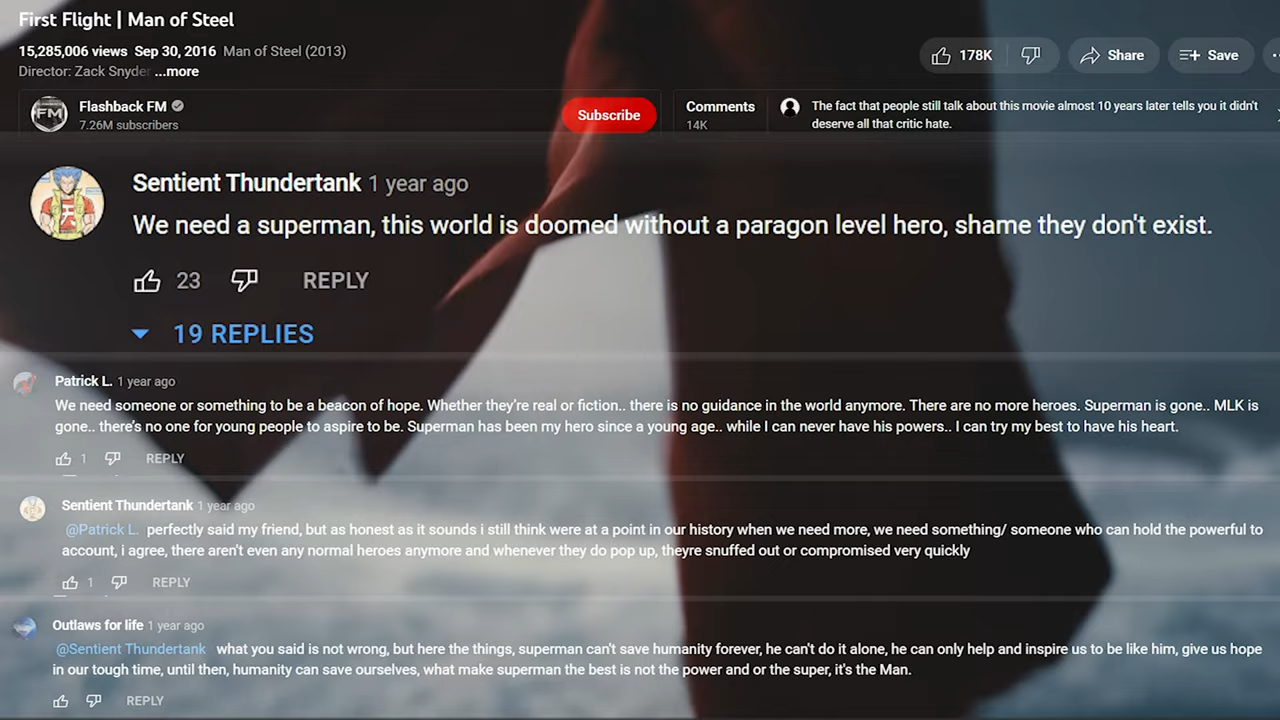 First Flight | Man of Steel
15,285,006 views Sep 30, 2016 Man of Steel (2013)
Director: Zack Snyder ...more
178K
Share
Save
Flashback FM
7.26M subscribers
Subscribe
Comments
14K
The fact that people still talk about this movie almost 10 years later tells you it didn't
deserve all that critic hate.
FM
Sentient Thundertank 1 year ago
We need a superman, this world is doomed without a paragon level hero, shame they don't exist.
23 REPLY
19 REPLIES
Patrick L. 1 year ago
We need someone or something to be a beacon of hope. Whether they're real or fiction.. there is no guidance in the world anymore. There are no more heroes. Superman is gone.. MLK is
gone.. there's no one for young people to aspire to be. Superman has been my hero since a young age.. while I can never have his powers.. I can try my best to have his heart.
1 REPLY
Sentient Thundertank 1 year ago
@Patrick L. perfectly said my friend, but as honest as it sounds i still think were at a point in our history when we need more, we need something/ someone who can hold the powerful to
account, i agree, there aren't even any normal heroes anymore and whenever they do pop up, theyre snuffed out or compromised very quickly
1 REPLY
Outlaws for life 1 year ago
@Sentient Thundertank what you said is not wrong, but here the things, superman can't save humanity forever, he can't do it alone, he can only help and inspire us to be like him, give us hope
in our tough time, until then, humanity can save ourselves, what make superman the best is not the power and or the super, it's the Man.
REPLY